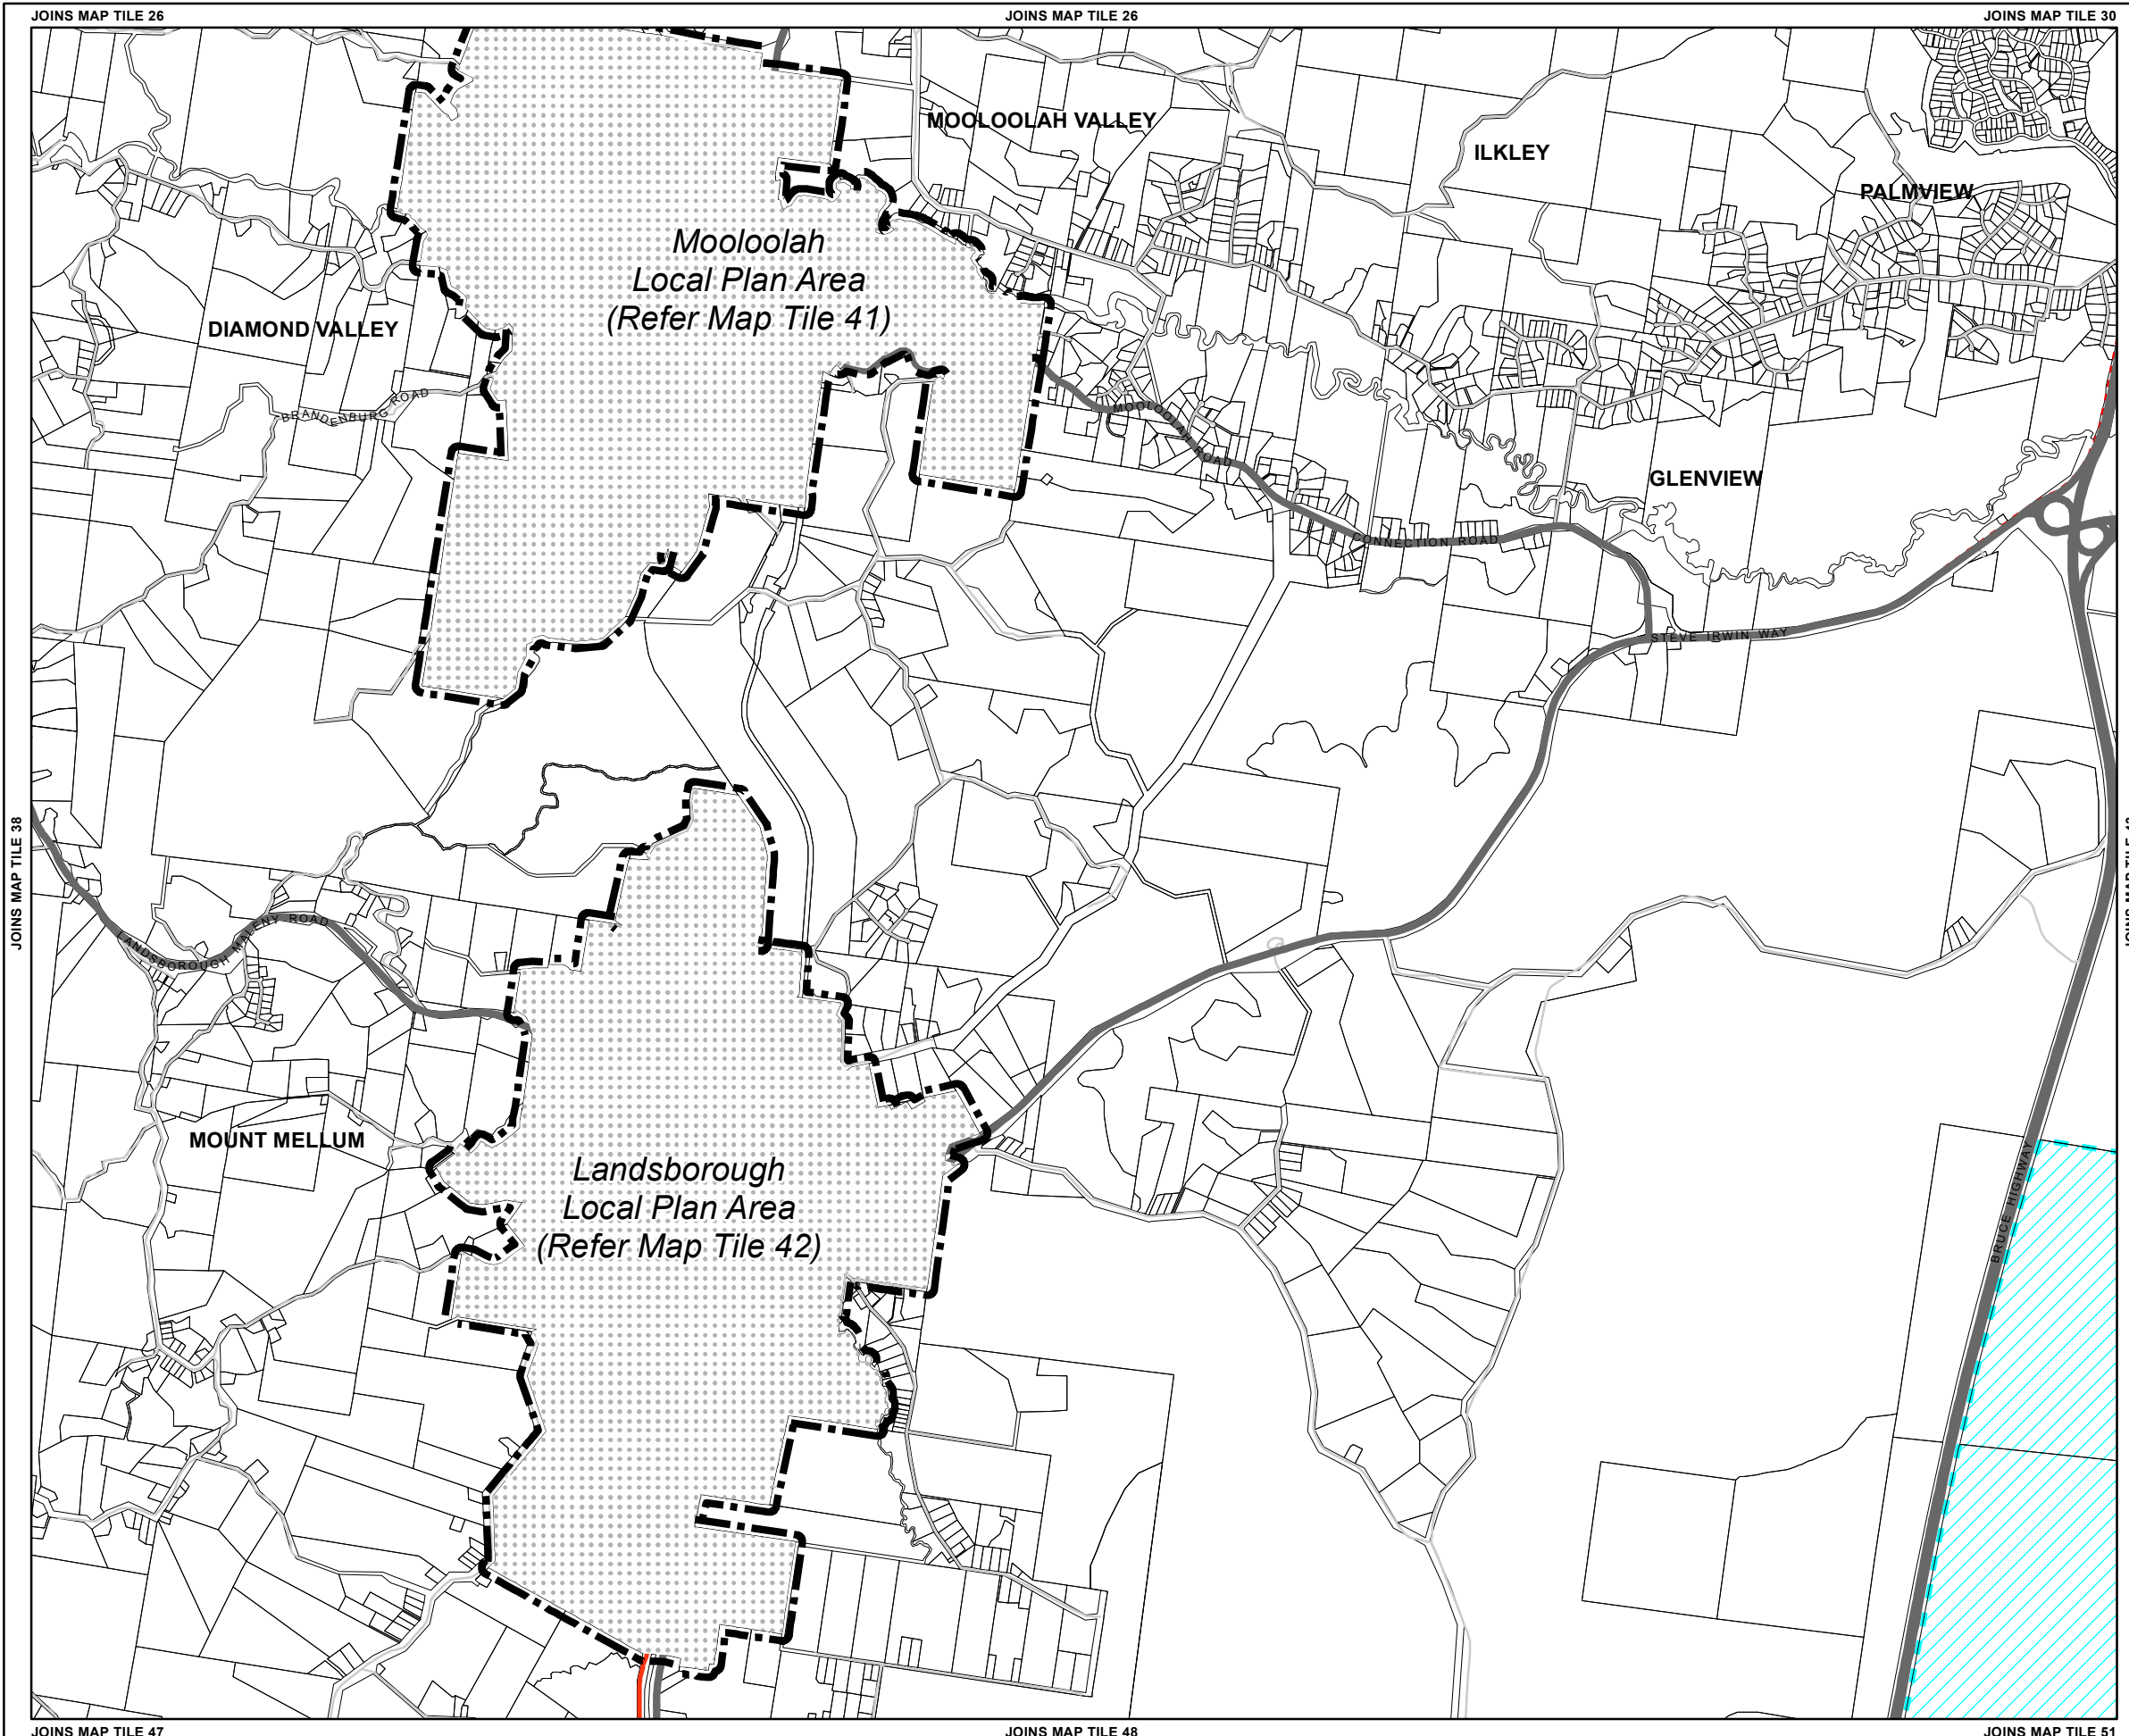 JOINS MAP TILE 26
JOINS MAP TILE 26
JOINS MAP TILE 30
MOOLOOLAH VALLEY
ILKLEY
PALMVIEW
Mooloolah
Local Plan Area
(Refer Map Tile 41)
DIAMOND VALLEY
BRANDENBURG ROAD
MOOLOOLAH ROAD
CONNECTION ROAD
GLENVIEW
STEVE IRWIN WAY
JOINS MAP TILE 38
LANDSBOROUGH MALENY ROAD
MOUNT MELLUM
Landsborough
Local Plan Area
(Refer Map Tile 42)
BRUCE HIGHWAY
JOINS MAP TILE 47
JOINS MAP TILE 48
JOINS MAP TILE 51